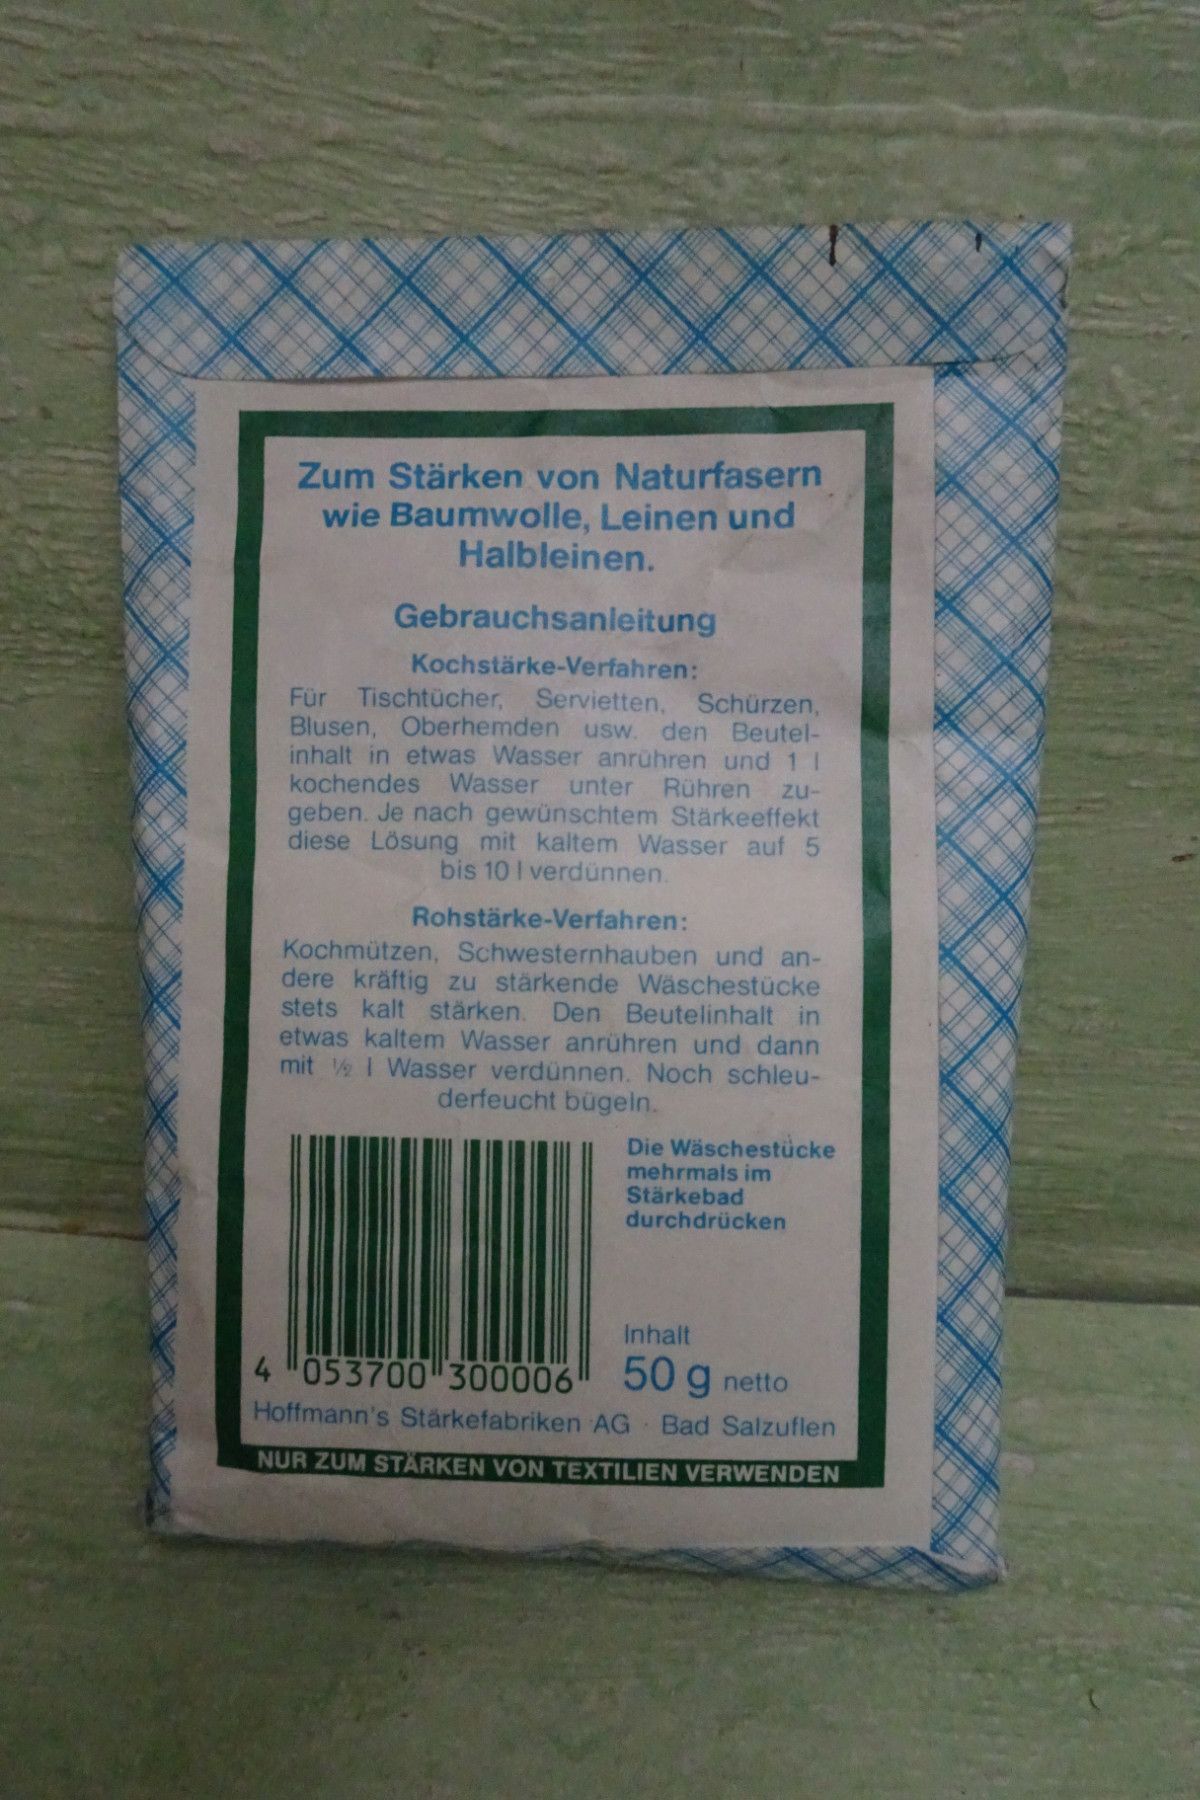 Zum Stärken von Naturfasern
wie Baumwolle, Leinen und
Halbleinen.
Gebrauchsanleitung
Kochstärke-Verfahren:
Für Tischtücher, Servietten, Schürzen,
Blusen, Oberhemden usw. den Beutel-
inhalt in etwas Wasser anrühren und 1 l
kochendes Wasser unter Rühren zu-
geben. Je nach gewünschtem Stärkeeffekt
diese Lösung mit kaltem Wasser auf 5
bis 10 l verdünnen.
Rohstärke-Verfahren:
Kochmützen, Schwesternhauben und an-
dere kräftig zu stärkende Wäschestücke
stets kalt stärken. Den Beutelinhalt in
etwas kaltem Wasser anrühren und dann
mit ½ l Wasser verdünnen. Noch schleu-
derfeucht bügeln.
Die Wäschestücke
mehrmals im
Stärkebad
durchdrücken
Inhalt
50 g netto
4 053700 300006
Hoffmann's Stärkefabriken AG · Bad Salzuflen
NUR ZUM STÄRKEN VON TEXTILIEN VERWENDEN